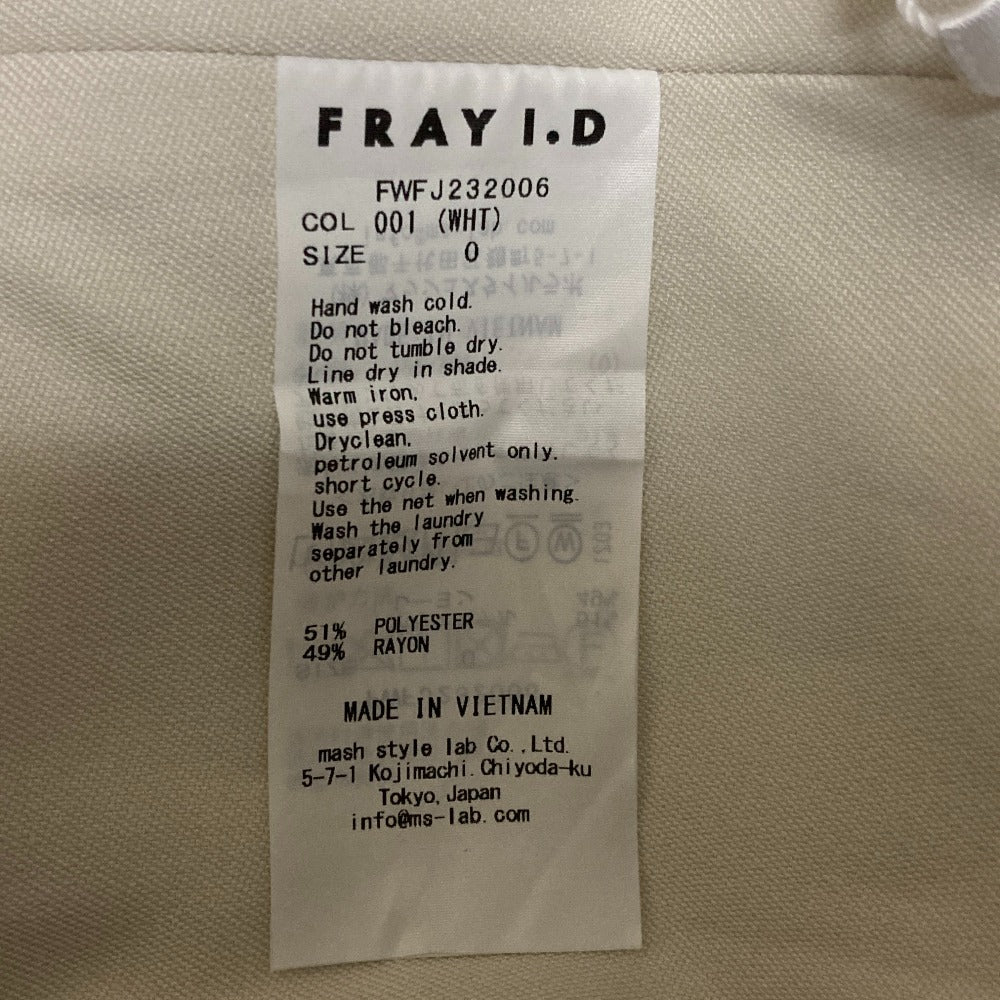 FRAY I.D
FWFJ232006
COL 001 (WHT)
SIZE 0
Hand wash cold.
Do not bleach.
Do not tumble dry.
Line dry in shade.
Warm iron.
use press cloth.
Dryclean.
petroleum solvent only.
short cycle.
Use the net when washing.
Wash the laundry
separately from
other laundry.
51% POLYESTER
49% RAYON
MADE IN VIETNAM
mash style lab Co.,Ltd.
5-7-1 Kojimachi.Chiyoda-ku
Tokyo, Japan
info@ms-lab.com